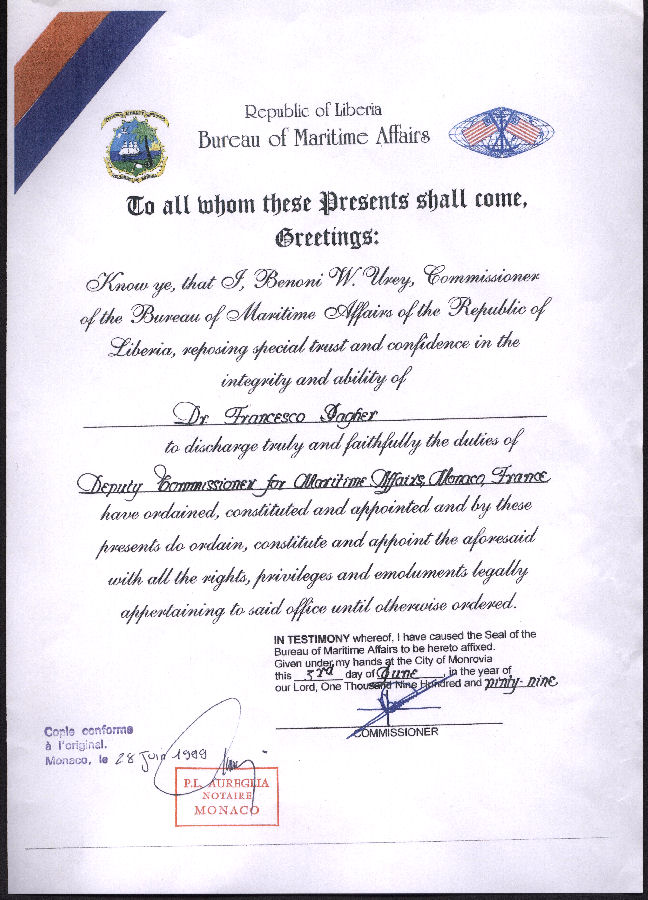 Republic of Liberia
Bureau of Maritime Affairs
To all whom these Presents shall come,
Greetings:
Know ye, that I, Benoni W. Urey, Commissioner
of the Bureau of Maritime Affairs of the Republic of
Liberia, reposing special trust and confidence in the
integrity and ability of
Dr Francesco Dagher
to discharge truly and faithfully the duties of
Deputy Commissioner for Maritime Affairs, Monaco, France
have ordained, constituted and appointed and by these
presents do ordain, constitute and appoint the aforesaid
with all the rights, privileges and emoluments legally
appertaining to said office until otherwise ordered.
IN TESTIMONY whereof, I have caused the Seal of the
Bureau of Maritime Affairs to be hereto affixed.
Given under my hands at the City of Monrovia
this 3rd day of June in the year of
our Lord, One Thousand Nine Hundred and ninty-nine
COMMISSIONER
Copie conforme
à l'original.
Monaco, le 28 Juin 1999
P.L. AUREGLIA
NOTAIRE
MONACO